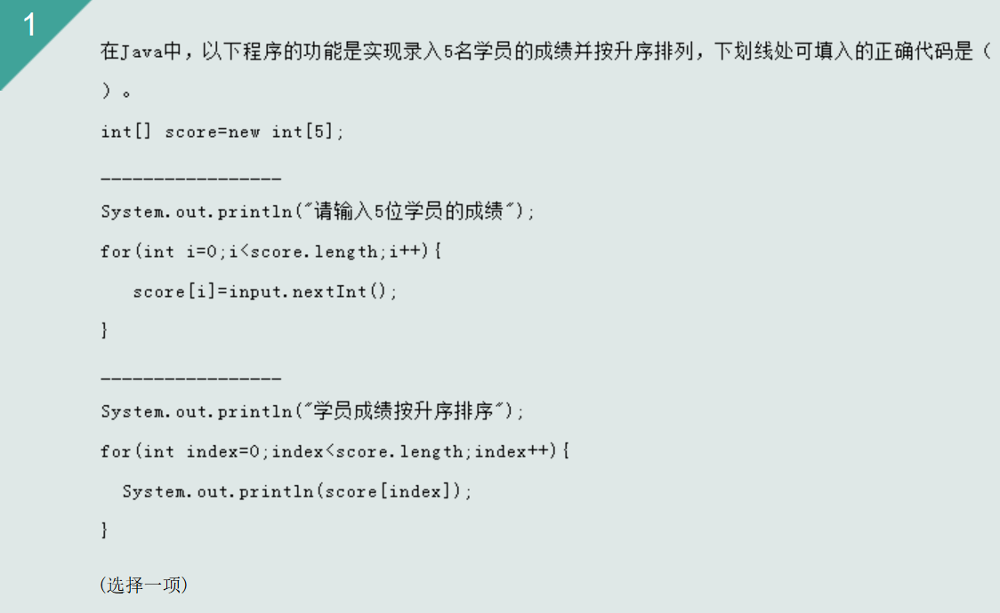 1
在Java中，以下程序的功能是实现录入5名学员的成绩并按升序排列，下划线处可填入的正确代码是（
）。
int[] score=new int[5];
_________________
System.out.println("请输入5位学员的成绩");
for(int i=0;i<score.length;i++){
score[i]=input.nextInt();
}
_________________
System.out.println("学员成绩按升序排序");
for(int index=0;index<score.length;index++){
System.out.println(score[index]);
}
(选择一项)